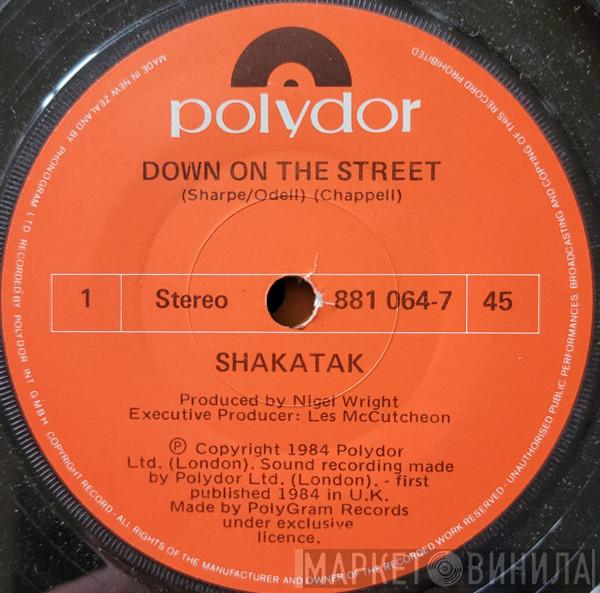 polydor
DOWN ON THE STREET
(Sharpe/Odell) (Chappell)
1 Stereo 881 064-7 45
SHAKATAK
Produced by Nigel Wright
Executive Producer: Les McCutcheon
Ⓟ Copyright 1984 Polydor
Ltd. (London). Sound recording made
by Polydor Ltd. (London). - first
published 1984 in U.K.
Made by PolyGram Records
under exclusive
licence.
MADE IN NEW ZEALAND BY PHONOGRAM LTD RECORDED BY POLYDOR INT GMBH COPYRIGHT RECORD - ALL RIGHTS OF THE MANUFACTURER AND OWNER OF THE RECORDED WORK RESERVED - UNAUTHORISED PUBLIC PERFORMANCES BROADCASTING AND COPYING OF THIS RECORD PROHIBITED
МАРКЕТ ВИНИЛА